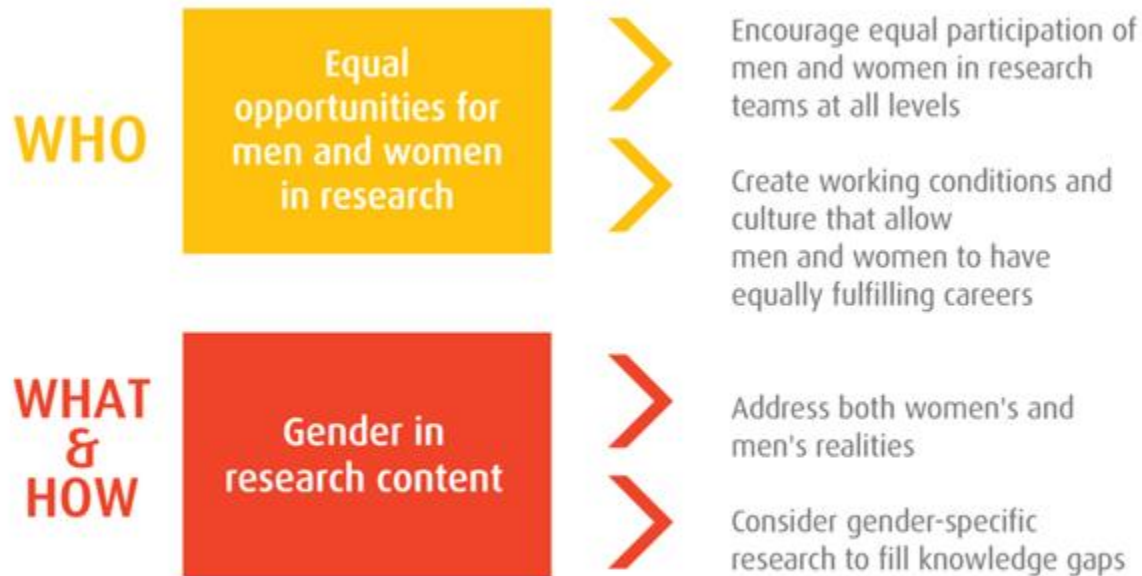 WHO
Equal
opportunities for
men and women
in research
Encourage equal participation of
men and women in research
teams at all levels
Create working conditions and
culture that allow
men and women to have
equally fulfilling careers
WHAT
&
HOW
Gender in
research content
Address both women's and
men's realities
Consider gender-specific
research to fill knowledge gaps